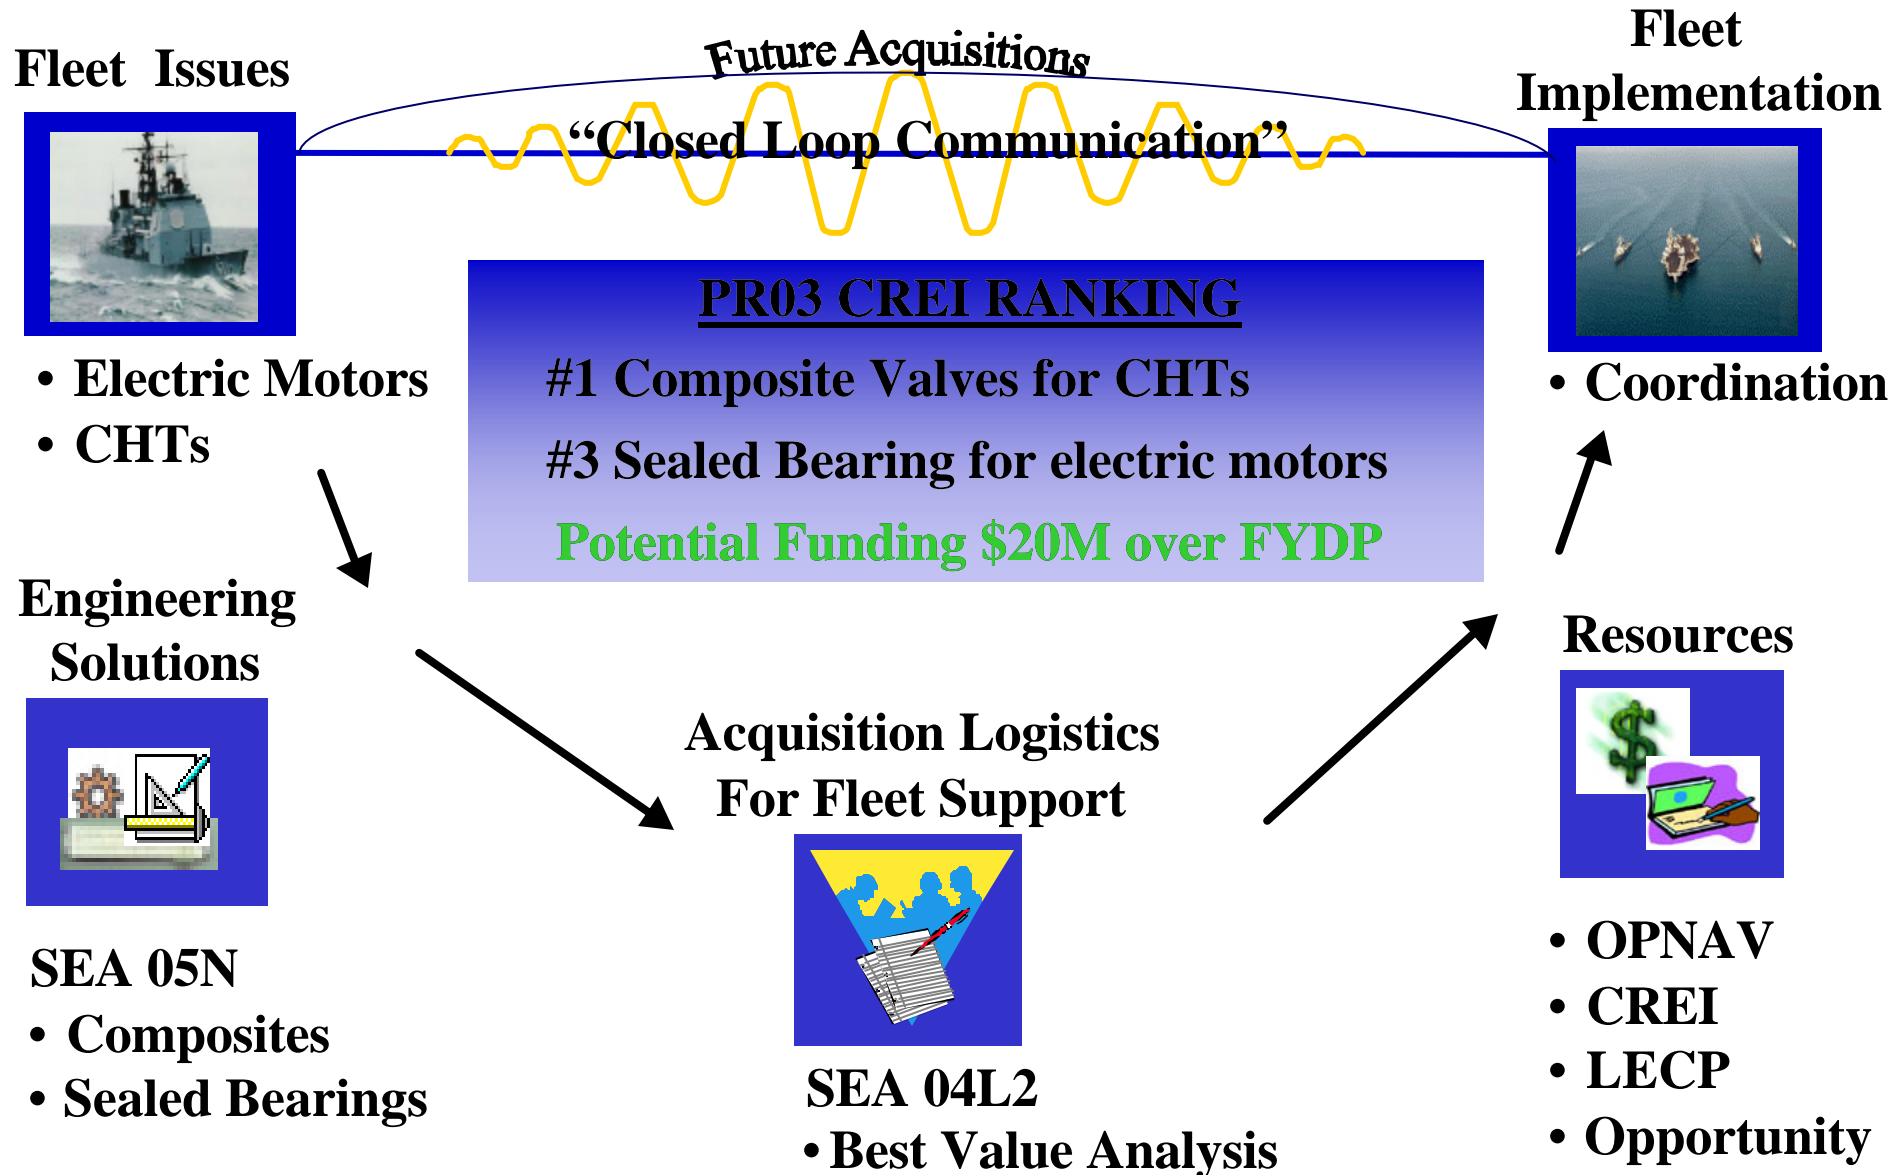 Fleet Issues
Future Acquisitions
“Closed Loop Communication”
Fleet
Implementation
• Electric Motors
• CHTs
PR03 CREI RANKING
#1 Composite Valves for CHTs
#3 Sealed Bearing for electric motors
Potential Funding $20M over FYDP
• Coordination
Engineering
Solutions
SEA 05N
• Composites
• Sealed Bearings
Acquisition Logistics
For Fleet Support
SEA 04L2
• Best Value Analysis
Resources
• OPNAV
• CREI
• LECP
• Opportunity